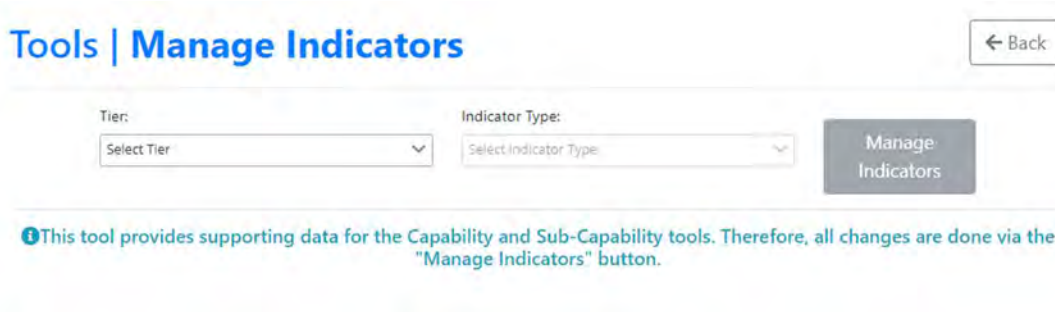 Tools | Manage Indicators
Back
Tier:
Indicator Type:
Select Tier
Select Indicator Type
Manage
Indicators
This tool provides supporting data for the Capability and Sub-Capability tools. Therefore, all changes are done via the
"Manage Indicators" button.